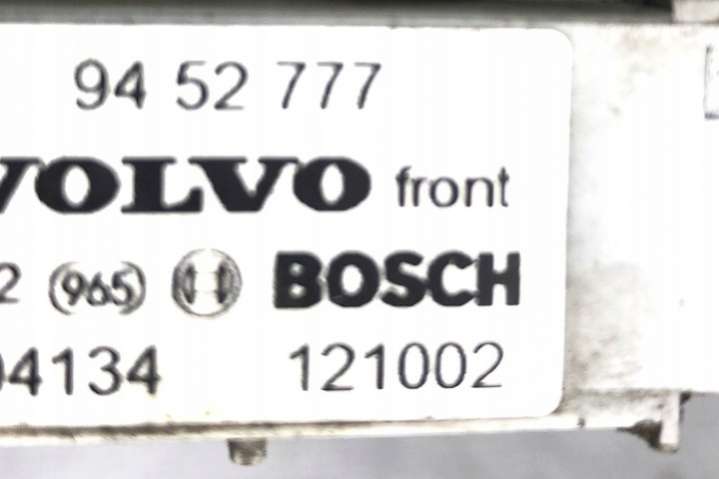 94 52 777
VOLVO front
2 (965) BOSCH
04134 121002